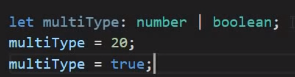 let multiType: number | boolean;
multiType = 20;
multiType = true;